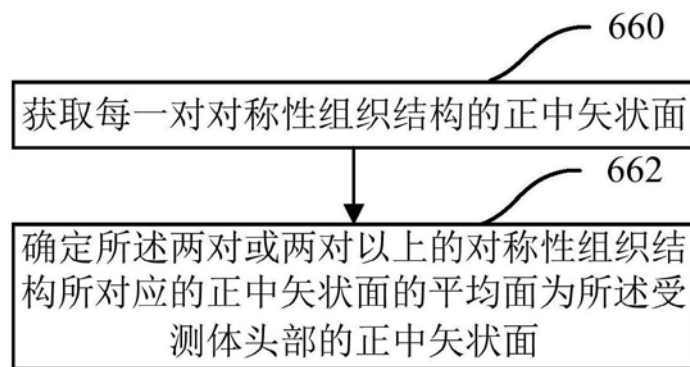 660
获取每一对对称性组织结构的正中矢状面
662
确定所述两对或两对以上的对称性组织结
构所对应的正中矢状面的平均面为所述受
测体头部的正中矢状面